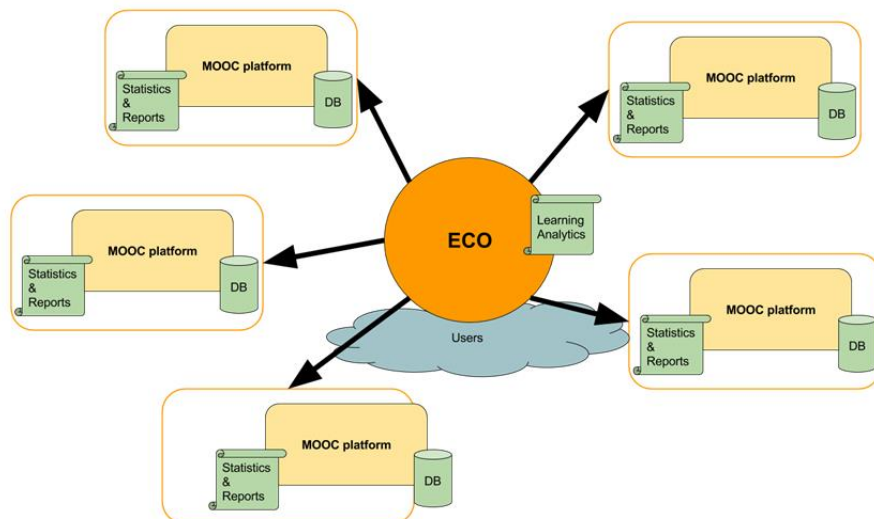 MOOC platform
Statistics
&
Reports
DB
MOOC platform
Statistics
&
Reports
DB
ECO
Learning
Analytics
MOOC platform
Statistics
&
Reports
DB
MOOC platform
Statistics
&
Reports
DB
Users
MOOC platform
Statistics
&
Reports
DB